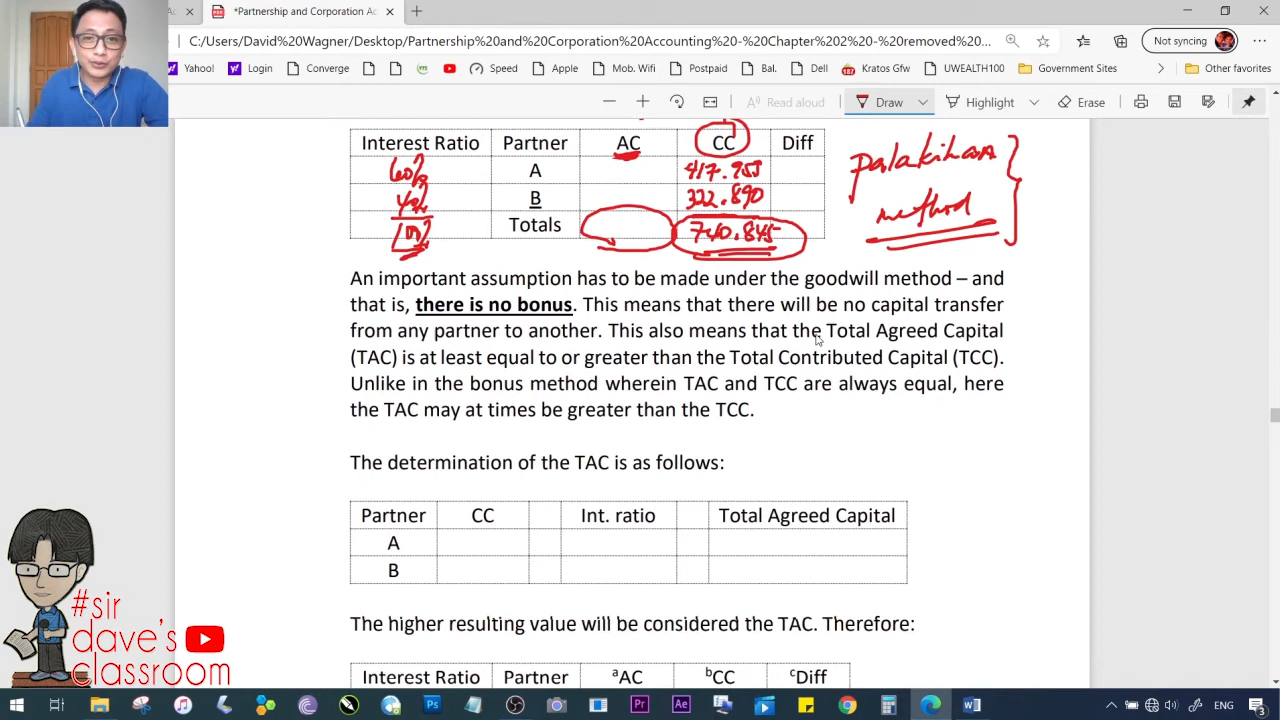 *Partnership and Corporation Ac
C:/Users/David%20Wagner/Desktop/Partnership%20and%20Corporation%20Accounting%20-%20Chapter%202%20-%20removed%20...
Not syncing
Yahoo! Login Converge Speed Apple Mob. Wifi Postpaid Bal. Dell Kratos Gfw UWEALTH100 Government Sites Other favorites
Read aloud Draw Highlight Erase
Interest Ratio Partner AC CC Diff
60% A 417.955
40% B 322.890
Totals 740.845
palakihan
method
An important assumption has to be made under the goodwill method – and
that is, there is no bonus. This means that there will be no capital transfer
from any partner to another. This also means that the Total Agreed Capital
(TAC) is at least equal to or greater than the Total Contributed Capital (TCC).
Unlike in the bonus method wherein TAC and TCC are always equal, here
the TAC may at times be greater than the TCC.
The determination of the TAC is as follows:
Partner CC Int. ratio Total Agreed Capital
A
B
The higher resulting value will be considered the TAC. Therefore:
Interest Ratio Partner aAC bCC cDiff
#sir
dave's
classroom
ENG
3